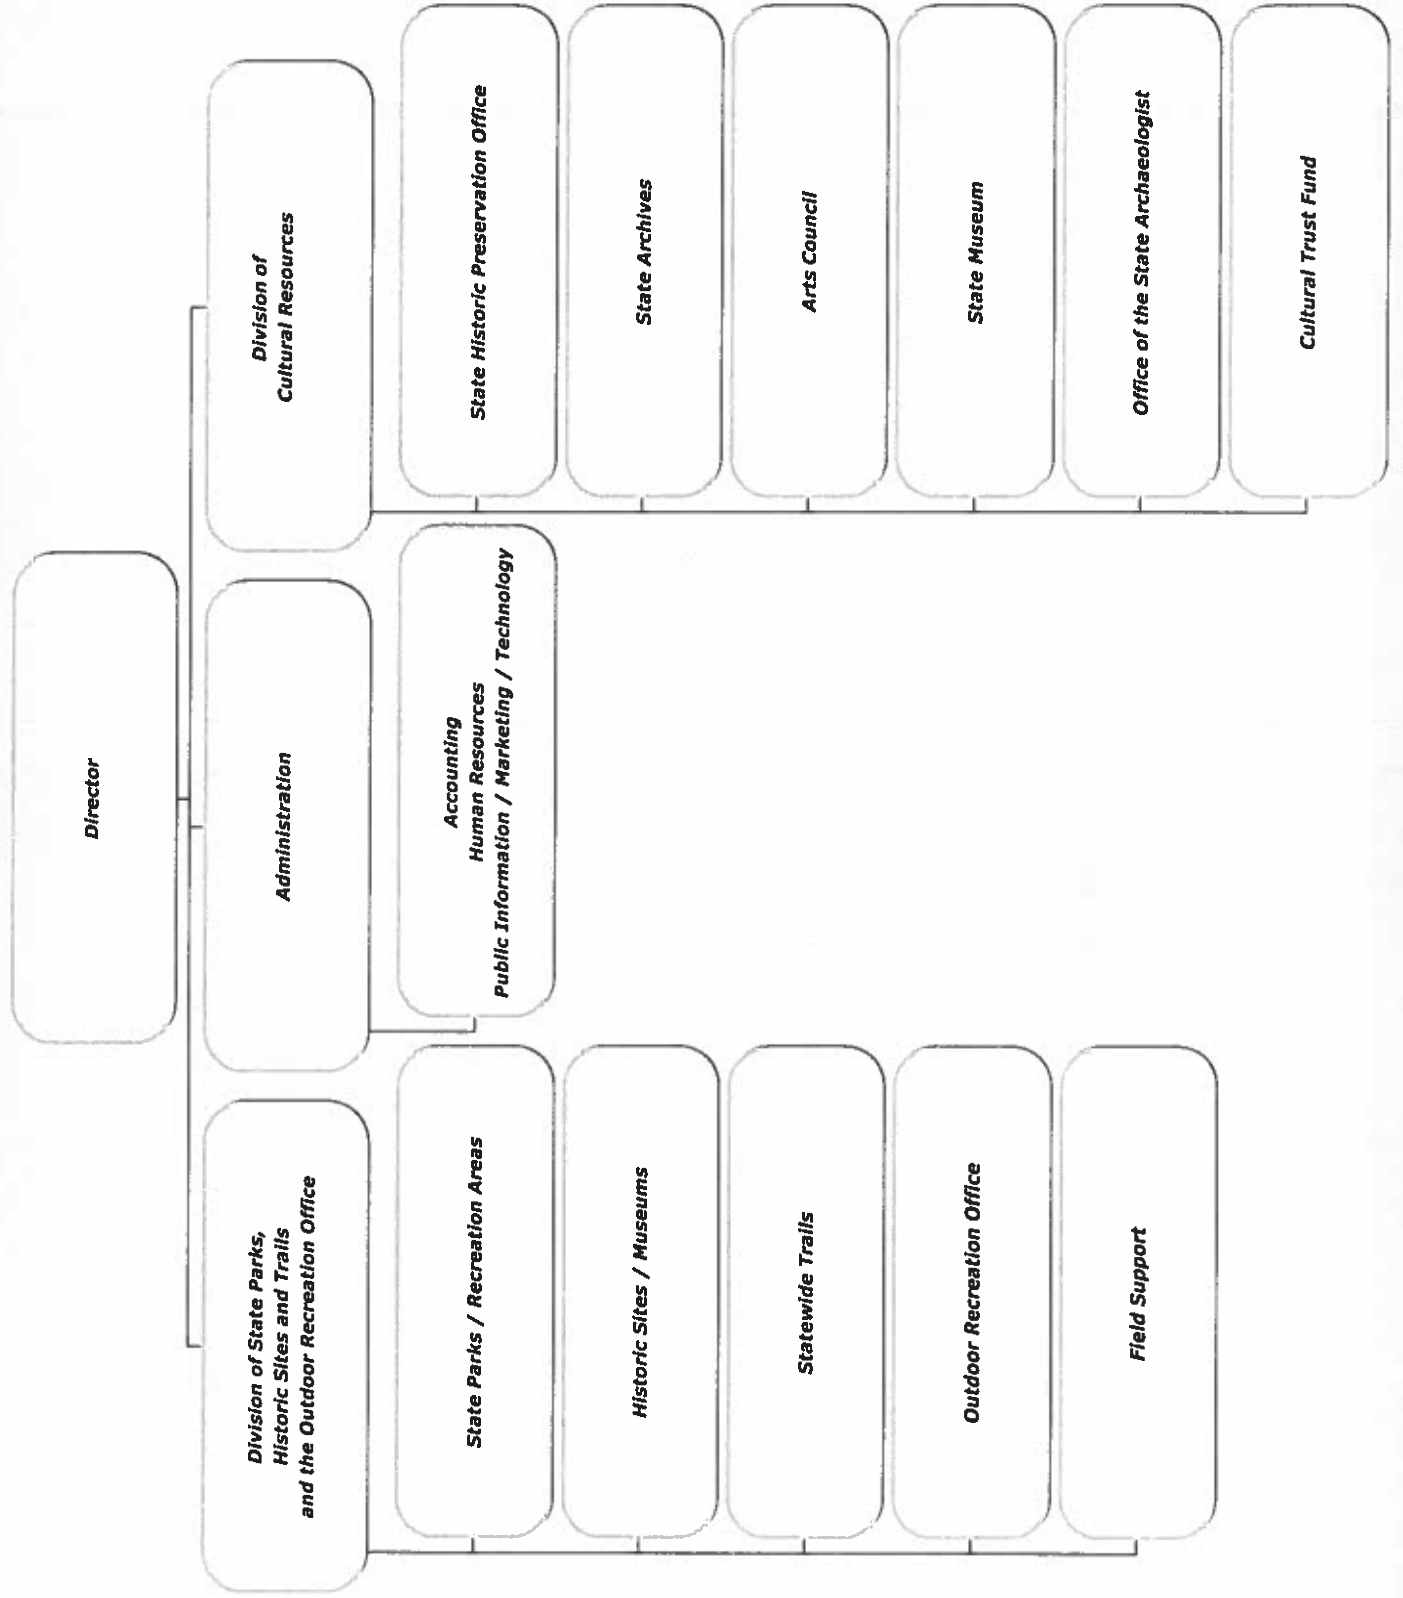 Director
Division of State Parks,
Historic Sites and Trails
and the Outdoor Recreation Office
Administration
Division of
Cultural Resources
State Parks / Recreation Areas
Historic Sites / Museums
Statewide Trails
Outdoor Recreation Office
Field Support
Accounting
Human Resources
Public Information / Marketing / Technology
State Historic Preservation Office
State Archives
Arts Council
State Museum
Office of the State Archaeologist
Cultural Trust Fund